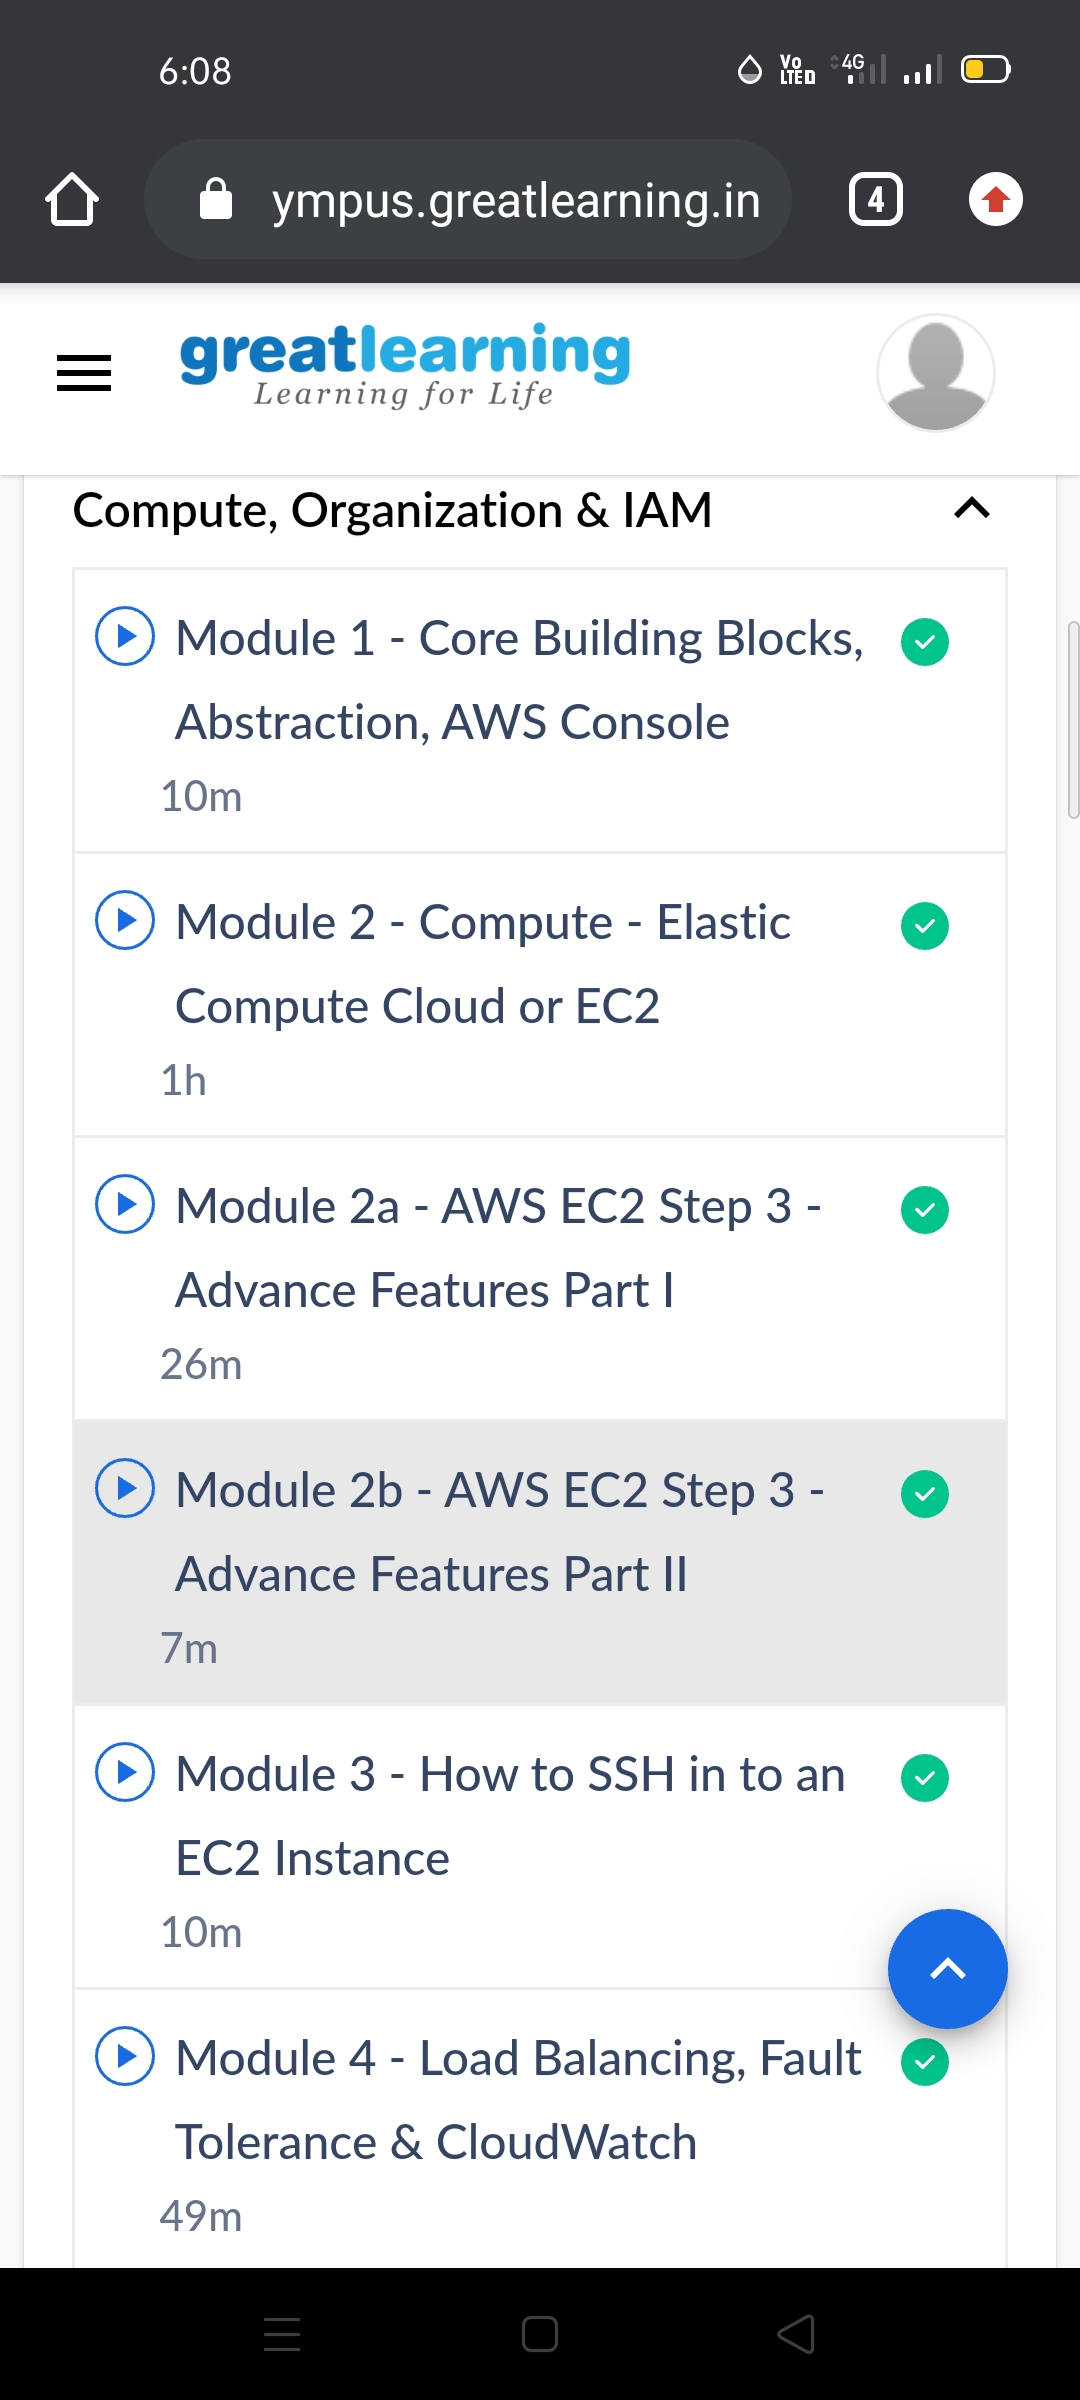 6:08
Vo
LTE D
4G
ympus.greatlearning.in
4
greatlearning
Learning for Life
Compute, Organization & IAM
Module 1 - Core Building Blocks,
Abstraction, AWS Console
10m
Module 2 - Compute - Elastic
Compute Cloud or EC2
1h
Module 2a - AWS EC2 Step 3 -
Advance Features Part I
26m
Module 2b - AWS EC2 Step 3 -
Advance Features Part II
7m
Module 3 - How to SSH in to an
EC2 Instance
10m
Module 4 - Load Balancing, Fault
Tolerance & CloudWatch
49m